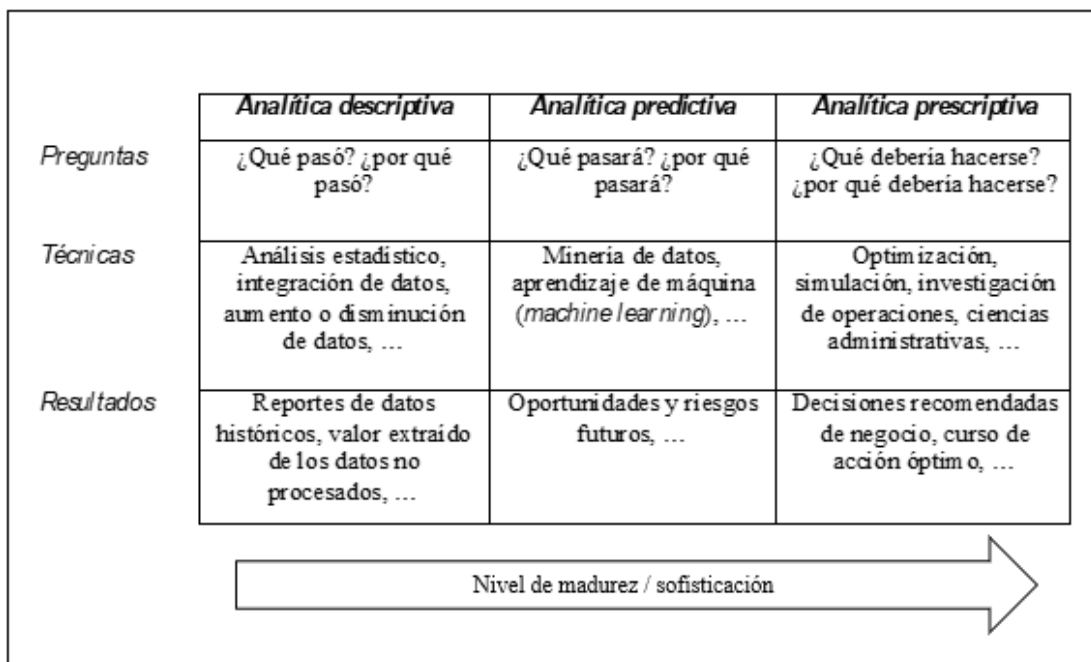 Analítica descriptiva
Analítica predictiva
Analítica prescriptiva
Preguntas
¿Qué pasó? ¿por qué
pasó?
¿Qué pasará? ¿por qué
pasará?
¿Qué debería hacerse?
¿por qué debería hacerse?
Técnicas
Análisis estadístico,
integración de datos,
aumento o disminución
de datos, …
Minería de datos,
aprendizaje de máquina
(machine learning), …
Optimización,
simulación, investigación
de operaciones, ciencias
administrativas, …
Resultados
Reportes de datos
históricos, valor extraído
de los datos no
procesados, …
Oportunidades y riesgos
futuros, …
Decisiones recomendadas
de negocio, curso de
acción óptimo, …
Nivel de madurez / sofisticación